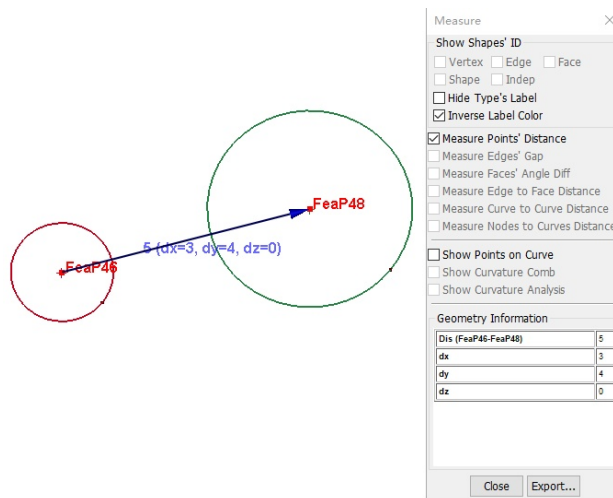 FeaP48
5 (dx=3, dy=4, dz=0)
FeaP46
Measure
Show Shapes' ID
Vertex Edge Face
Shape Indep
Hide Type's Label
Inverse Label Color
Measure Points' Distance
Measure Edges' Gap
Measure Faces' Angle Diff
Measure Edge to Face Distance
Measure Curve to Curve Distance
Measure Nodes to Curves Distance
Show Points on Curve
Show Curvature Comb
Show Curvature Analysis
Geometry Information
Dis (FeaP46-FeaP48) 5
dx 3
dy 4
dz 0
Close Export...